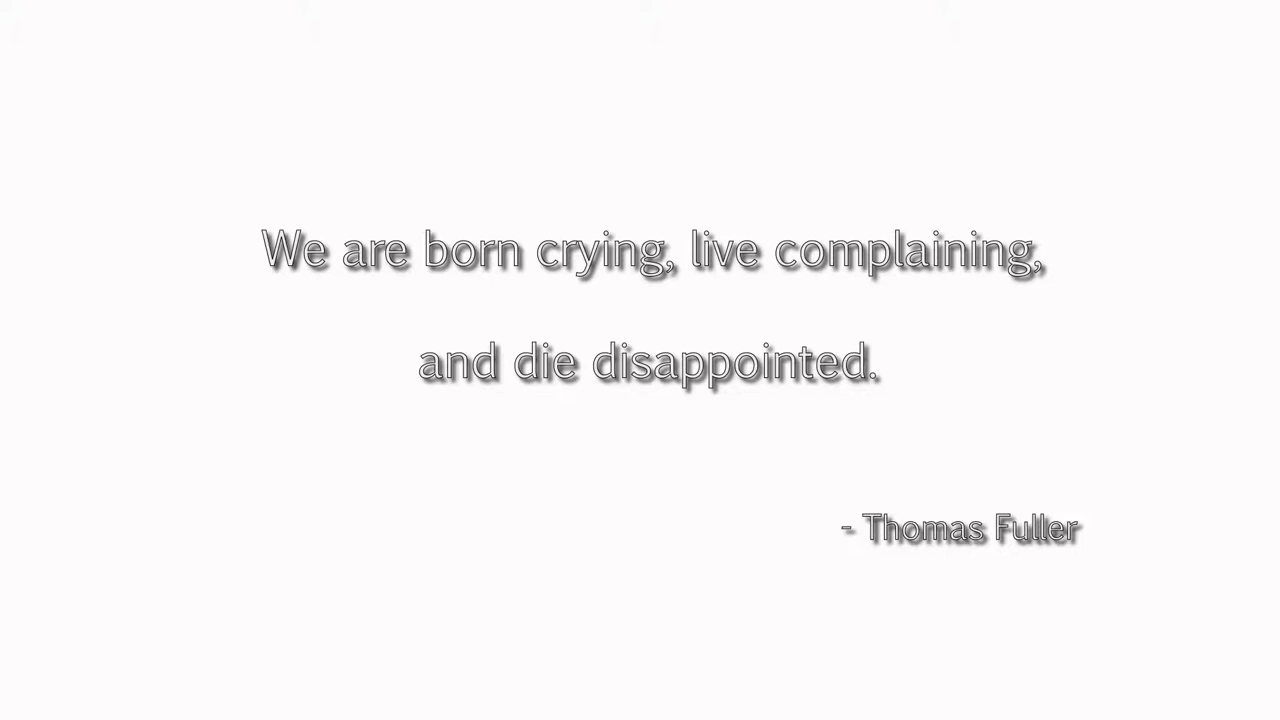 We are born crying, live complaining,
and die disappointed.
- Thomas Fuller